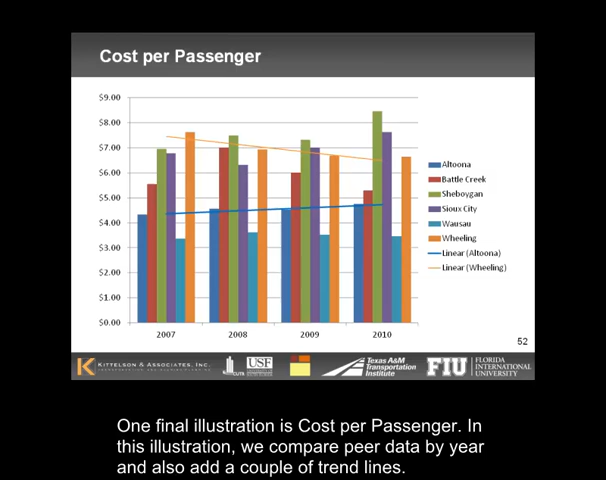 Cost per Passenger
$9.00
$8.00
$7.00
$6.00
$5.00
$4.00
$3.00
$2.00
$1.00
$0.00
2007 2008 2009 2010
Altoona
Battle Creek
Sheboygan
Sioux City
Wausau
Wheeling
Linear (Altoona)
Linear (Wheeling)
52
K KITTELSON & ASSOCIATES, INC.
CUTR
USF
Texas A&M
Transportation
Institute
FIU
FLORIDA
INTERNATIONAL
UNIVERSITY
One final illustration is Cost per Passenger. In
this illustration, we compare peer data by year
and also add a couple of trend lines.